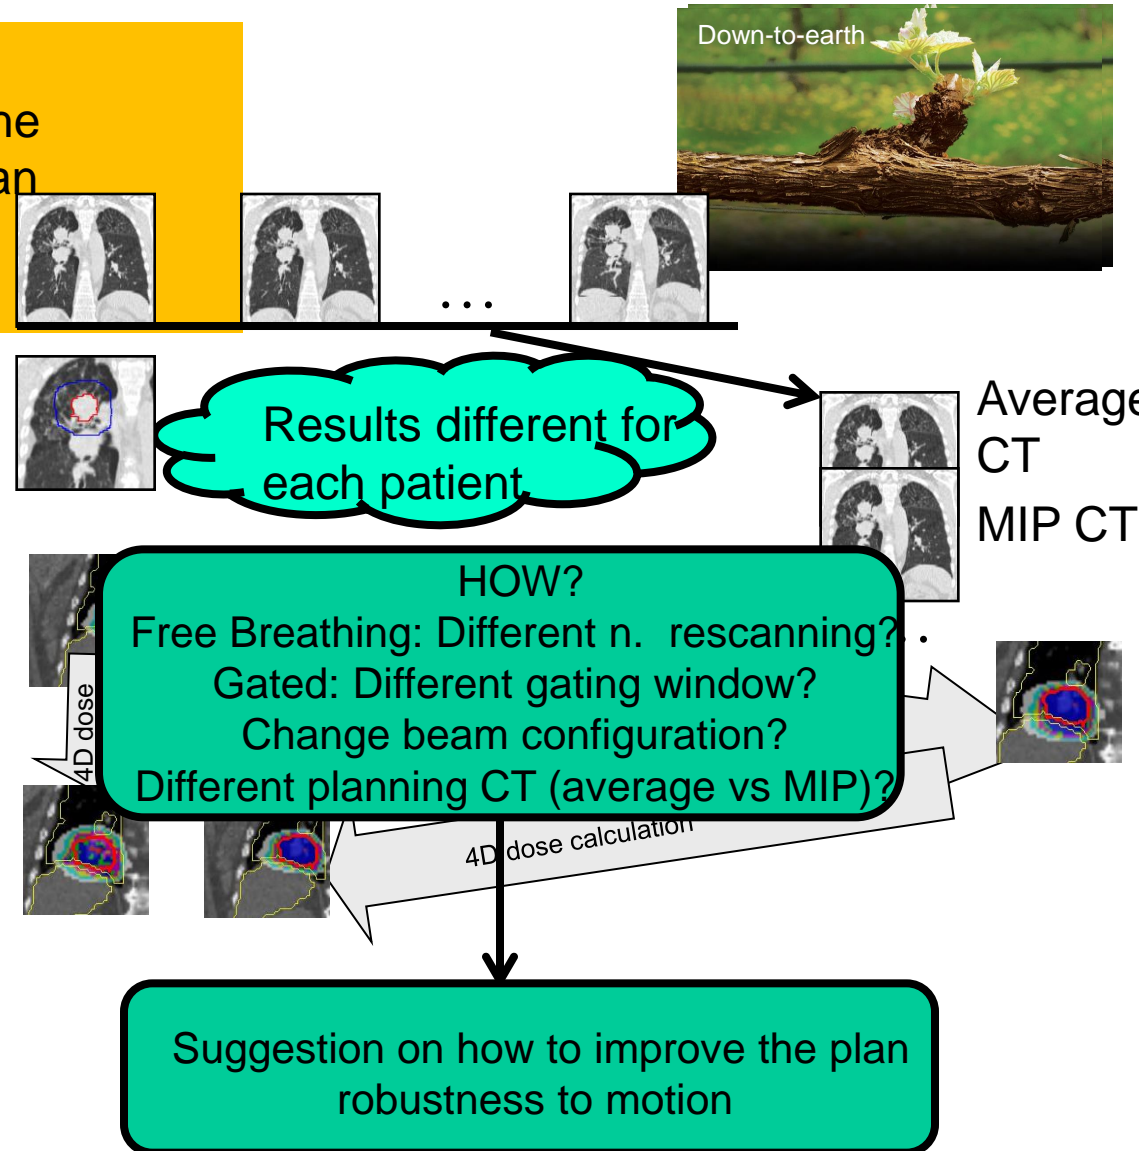 Down-to-earth
…
Results different for
each patient
Average
CT
MIP CT
HOW?
Free Breathing: Different n. rescanning?
Gated: Different gating window?
Change beam configuration?
Different planning CT (average vs MIP)?
4D dose
4D dose calculation
Suggestion on how to improve the plan
robustness to motion